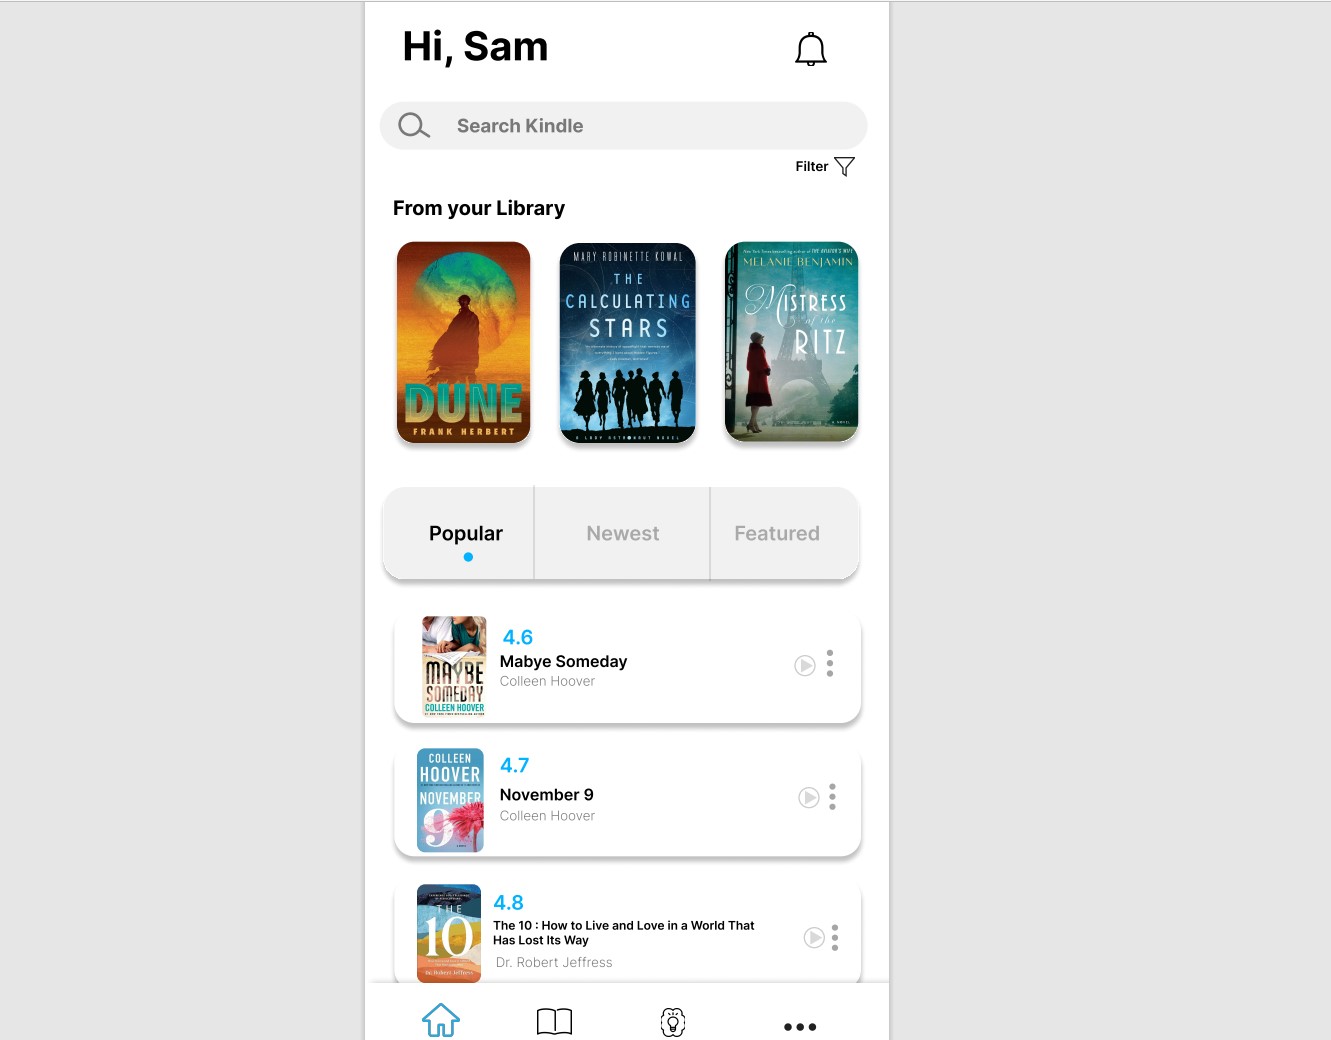 Hi, Sam
Search Kindle
Filter
From your Library
DUNE
FRANK HERBERT
MARY ROBINETTE KOWAL
THE
CALCULATING
STARS
A LADY ASTRONAUT NOVEL
MELANIE BENJAMIN
MISTRESS
of the
RITZ
A NOVEL
Popular
Newest
Featured
MAYBE
SOMEDAY
COLLEEN HOOVER
4.6
Mabye Someday
Colleen Hoover
COLLEEN
HOOVER
NOVEMBER
9
4.7
November 9
Colleen Hoover
THE
10
Dr. Robert Jeffress
4.8
The 10 : How to Live and Love in a World That
Has Lost Its Way
Dr. Robert Jeffress